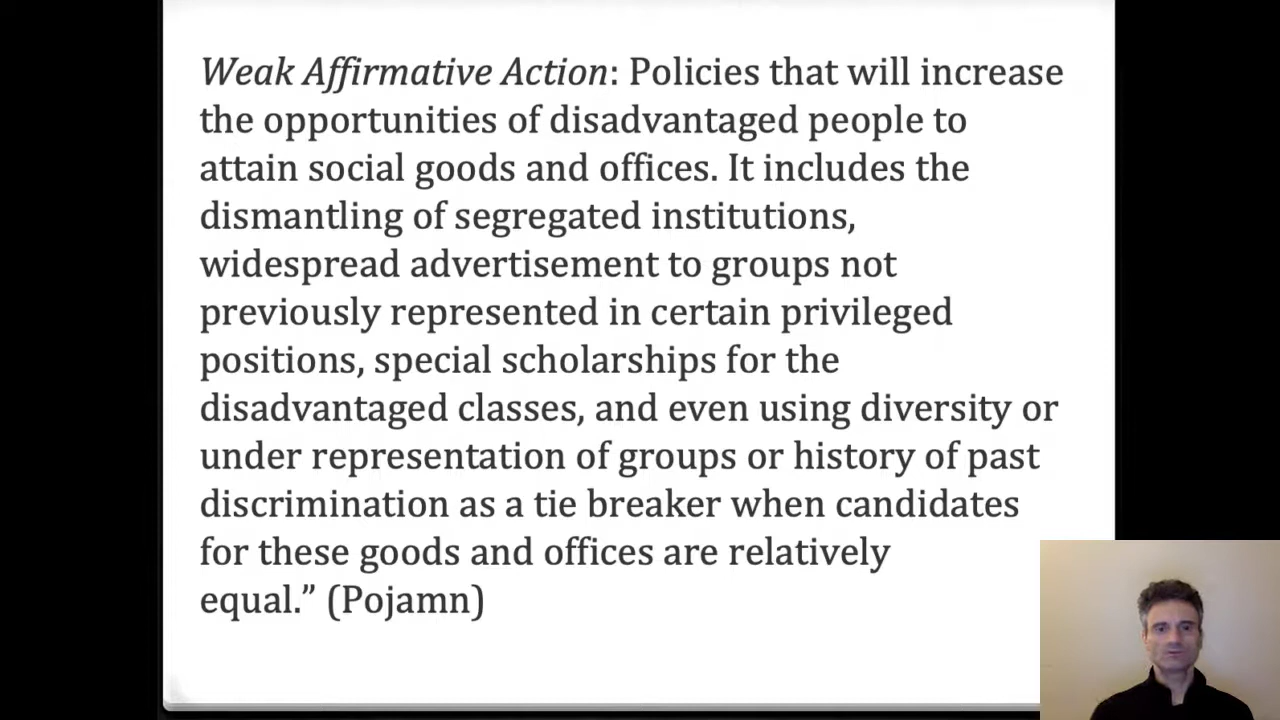 Weak Affirmative Action: Policies that will increase
the opportunities of disadvantaged people to
attain social goods and offices. It includes the
dismantling of segregated institutions,
widespread advertisement to groups not
previously represented in certain privileged
positions, special scholarships for the
disadvantaged classes, and even using diversity or
under representation of groups or history of past
discrimination as a tie breaker when candidates
for these goods and offices are relatively
equal.” (Pojamn)